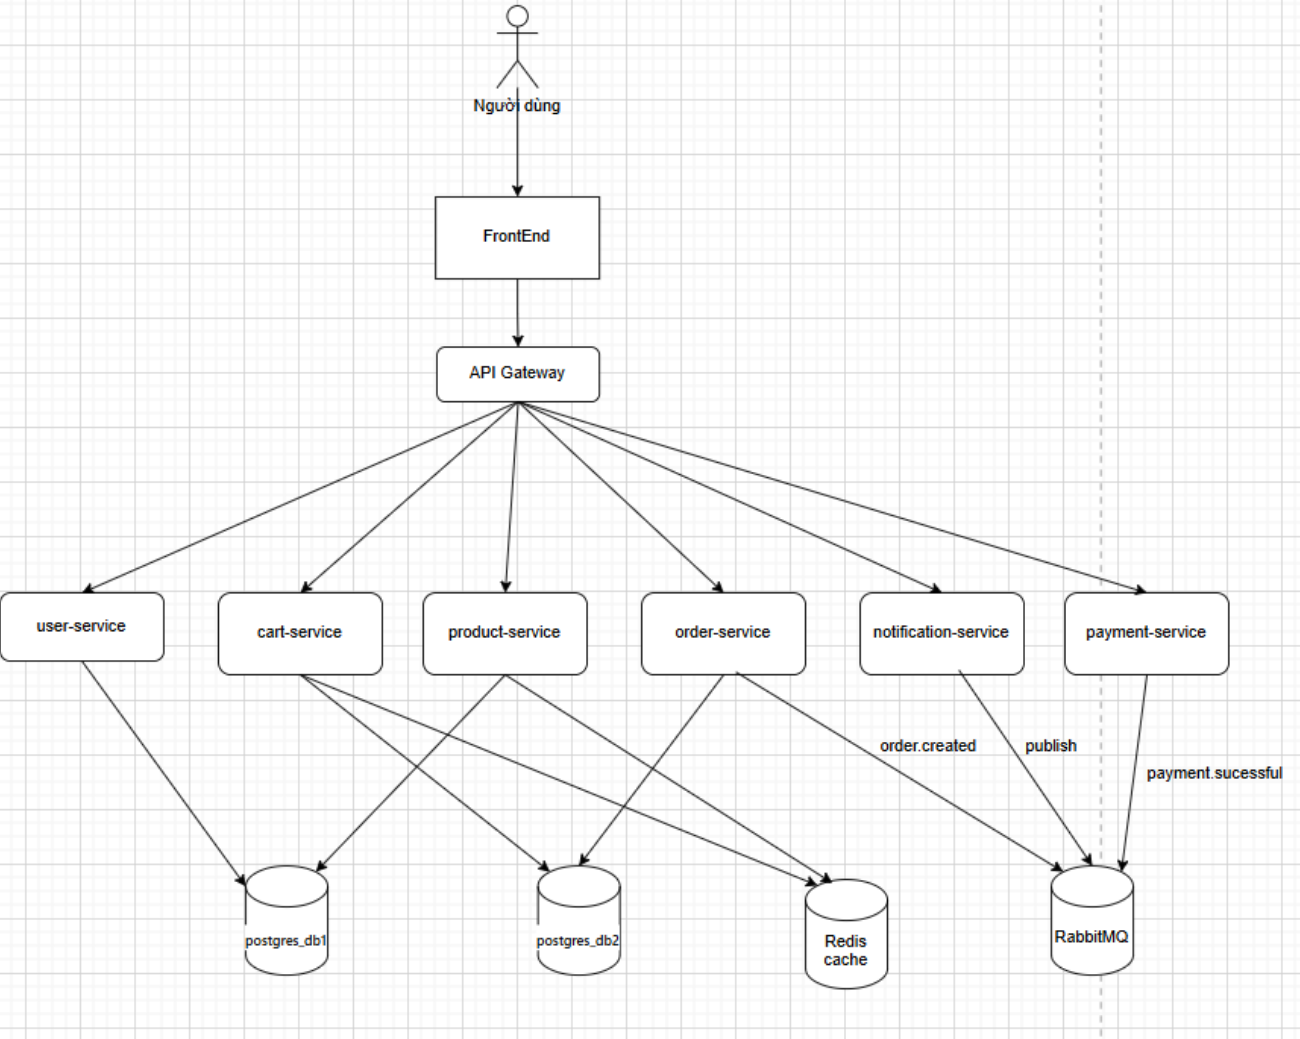 Người dùng
FrontEnd
API Gateway
user-service
cart-service
product-service
order-service
notification-service
payment-service
order.created
publish
payment.sucessful
postgres_db1
postgres_db2
Redis
cache
RabbitMQ